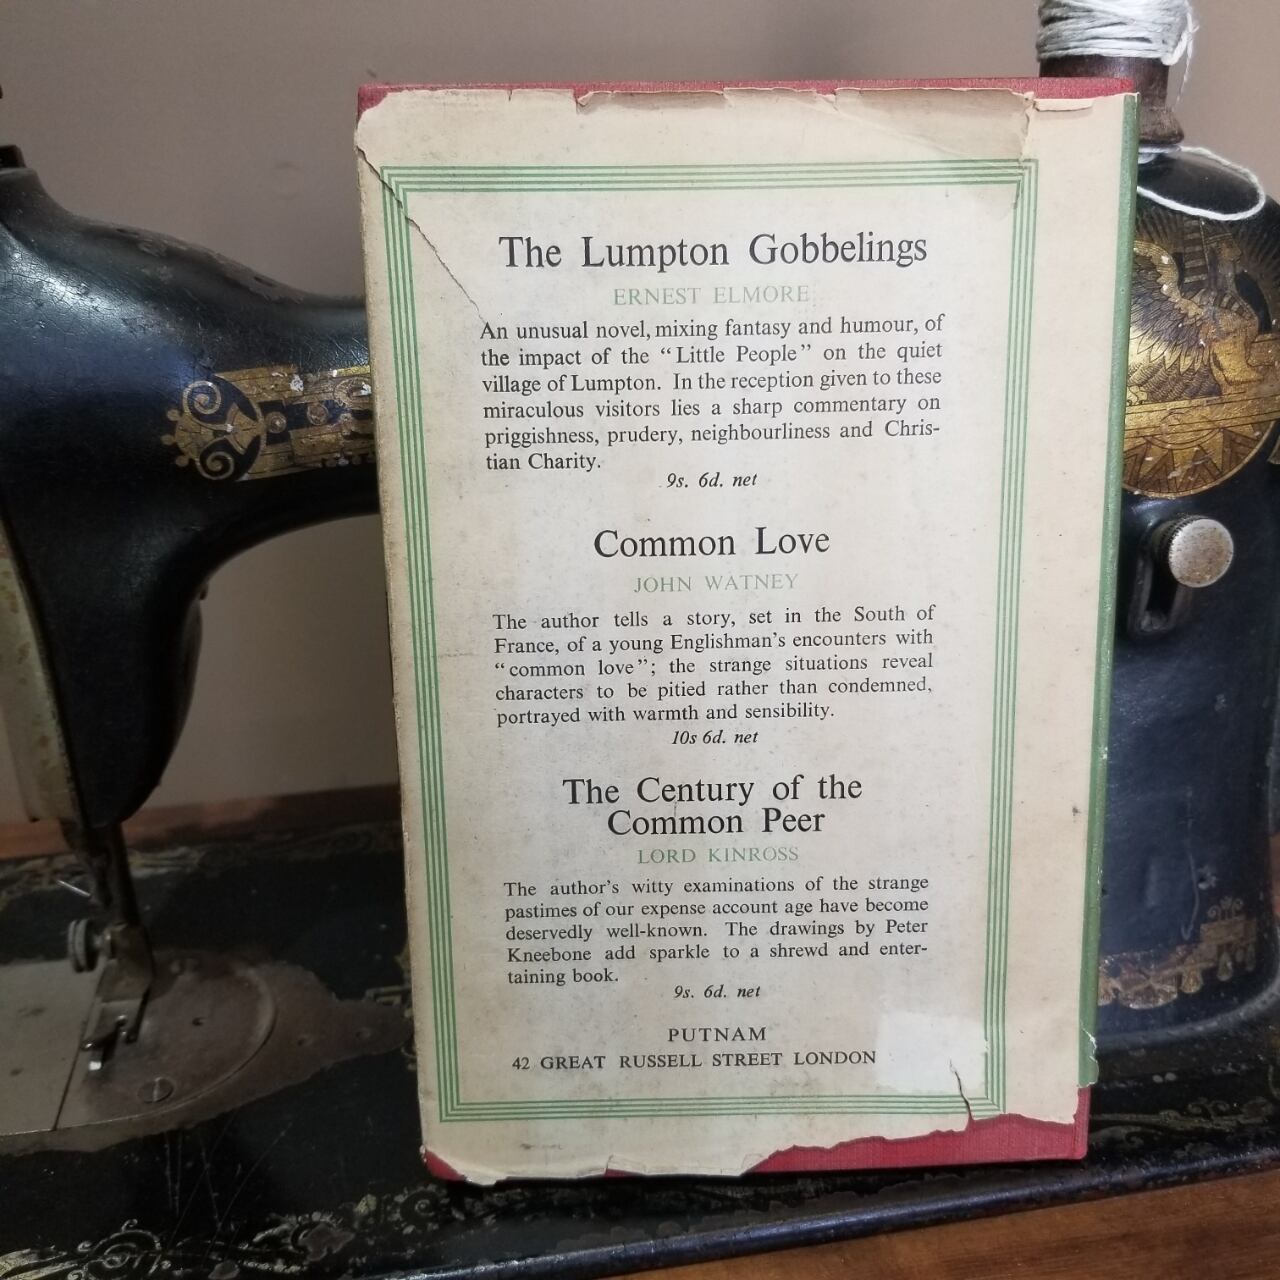 The Lumpton Gobbelings
ERNEST ELMORE
An unusual novel, mixing fantasy and humour, of
the impact of the “Little People” on the quiet
village of Lumpton. In the reception given to these
miraculous visitors lies a sharp commentary on
priggishness, prudery, neighbourliness and Chris-
tian Charity.
9s. 6d. net
Common Love
JOHN WATNEY
The author tells a story, set in the South of
France, of a young Englishman’s encounters with
“common love”; the strange situations reveal
characters to be pitied rather than condemned,
portrayed with warmth and sensibility.
10s 6d. net
The Century of the
Common Peer
LORD KINROSS
The author’s witty examinations of the strange
pastimes of our expense account age have become
deservedly well-known. The drawings by Peter
Kneebone add sparkle to a shrewd and enter-
taining book.
9s. 6d. net
PUTNAM
42 GREAT RUSSELL STREET LONDON